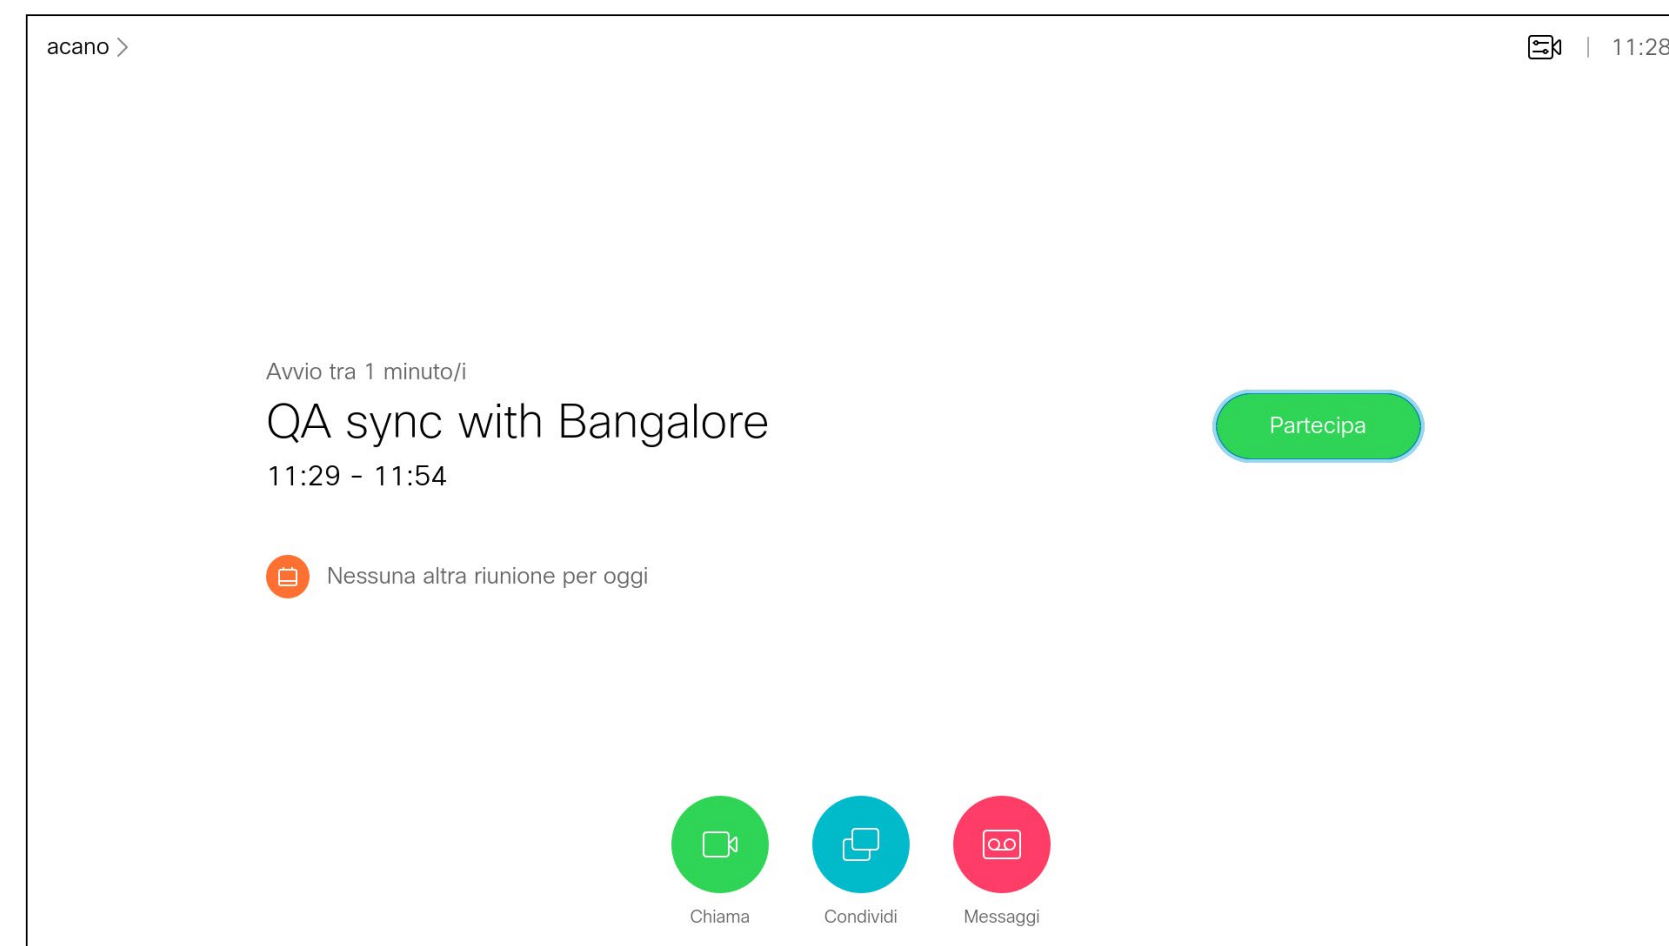 acano
11:28
Avvio tra 1 minuto/i
QA sync with Bangalore
Partecipa
11:29 - 11:54
Nessuna altra riunione per oggi
Chiama
Condividi
Messaggi